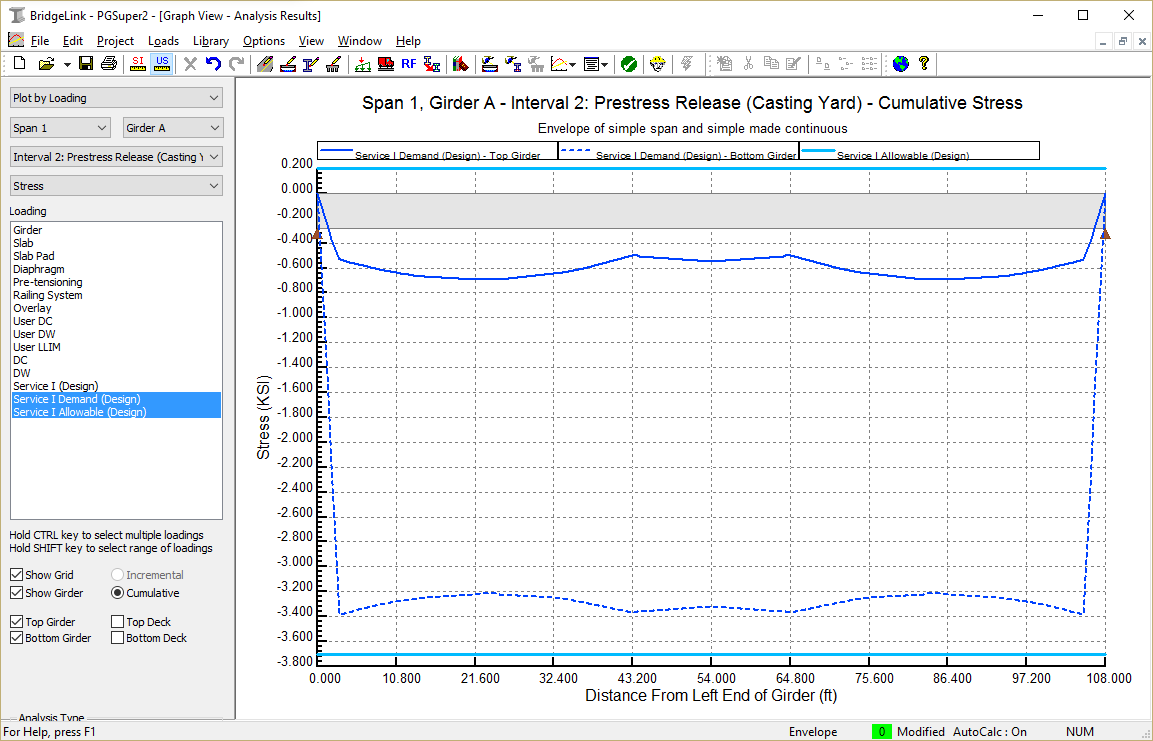 BridgeLink - PGSuper2 - [Graph View - Analysis Results]
File Edit Project Loads Library Options View Window Help
SI US RF
Plot by Loading
Span 1 Girder A
Interval 2: Prestress Release (Casting Y
Stress
Loading
Girder
Slab
Slab Pad
Diaphragm
Pre-tensioning
Railing System
Overlay
User DC
User DW
User LLIM
DC
DW
Service I (Design)
Service I Demand (Design)
Service I Allowable (Design)
Hold CTRL key to select multiple loadings
Hold SHIFT key to select range of loadings
Show Grid Incremental
Show Girder Cumulative
Top Girder Top Deck
Bottom Girder Bottom Deck
Analysis Type
Span 1, Girder A - Interval 2: Prestress Release (Casting Yard) - Cumulative Stress
Envelope of simple span and simple made continuous
Service I Demand (Design) - Top Girder Service I Demand (Design) - Bottom Girder Service I Allowable (Design)
0.200
0.000
-0.200
-0.400
-0.600
-0.800
-1.000
-1.200
-1.400
-1.600
-1.800
-2.000
-2.200
-2.400
-2.600
-2.800
-3.000
-3.200
-3.400
-3.600
-3.800
Stress (KSI)
0.000 10.800 21.600 32.400 43.200 54.000 64.800 75.600 86.400 97.200 108.000
Distance From Left End of Girder (ft)
For Help, press F1 Envelope 0 Modified AutoCalc : On NUM